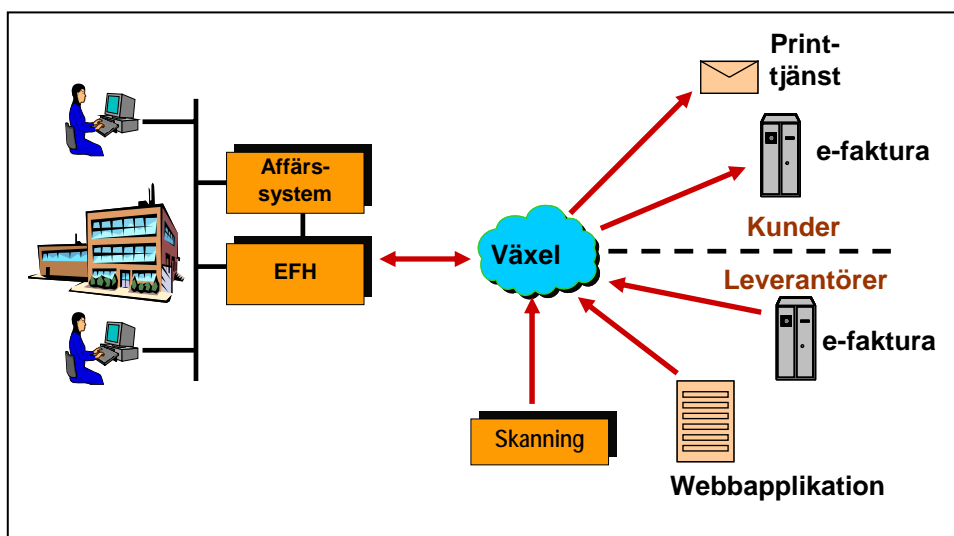 Print-
tjänst
e-faktura
Affärs-
system
Kunder
EFH
Växel
Leverantörer
e-faktura
Skanning
Webbapplikation